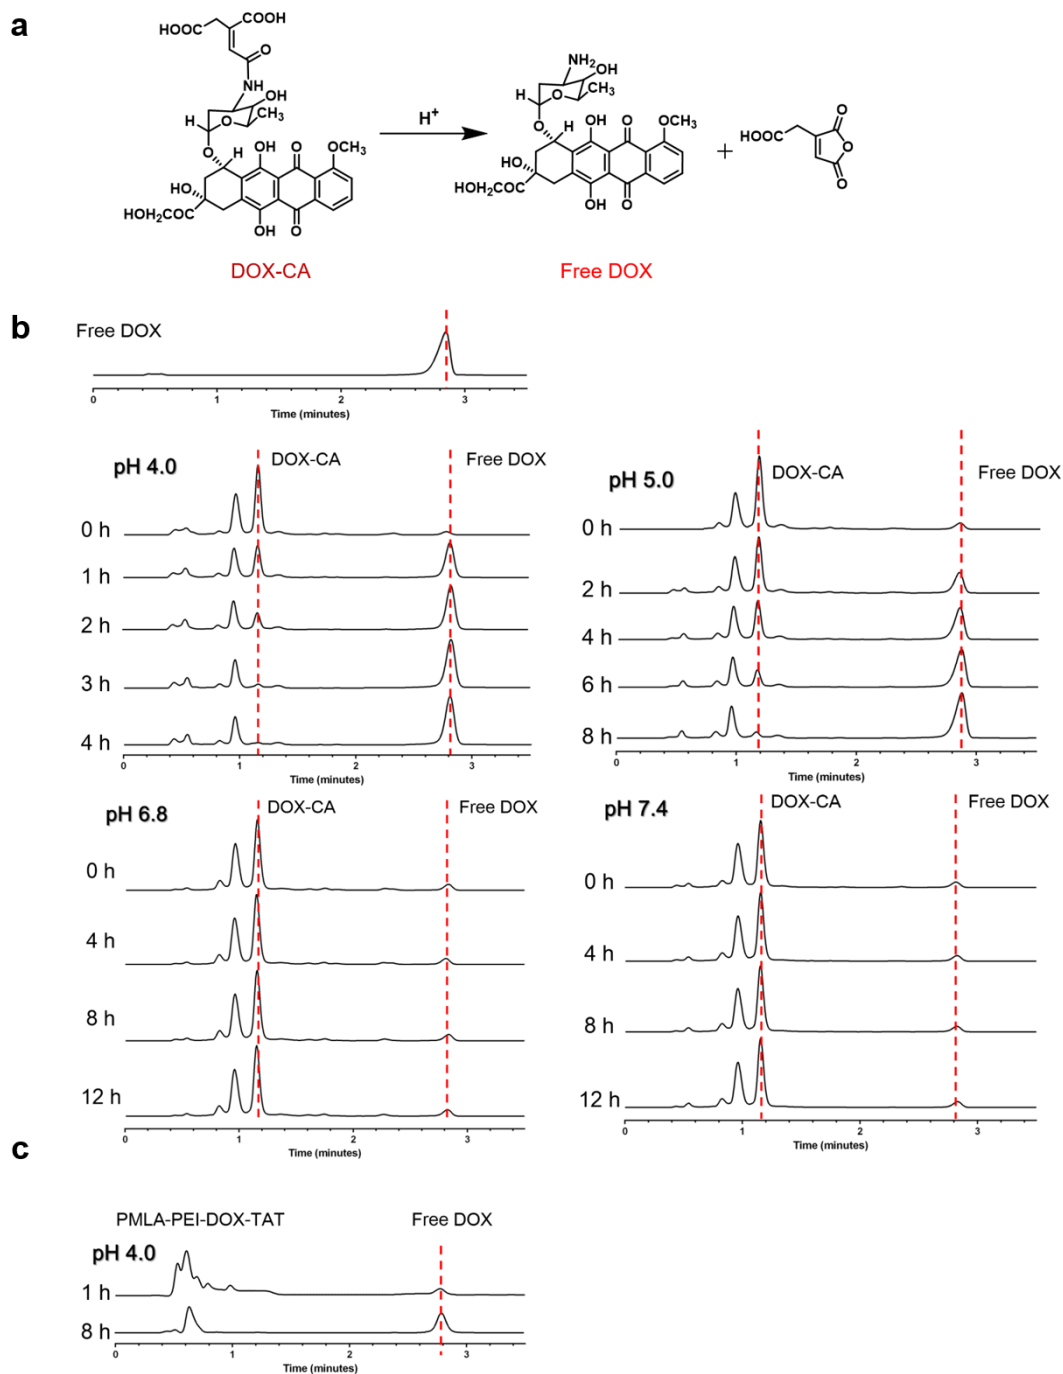 a
HOOC COOH
O
NH
OH
O CH₃
H
O H
OH O OCH₃
HO
HOH₂COC
OH O
H⁺
NH₂
OH
O CH₃
H
O H
OH O OCH₃
HO
HOH₂COC
OH O
+
HOOC O
O
O
DOX-CA
Free DOX
b
Free DOX
0 1 2 3
Time (minutes)
pH 4.0
DOX-CA
Free DOX
0 h
1 h
2 h
3 h
4 h
0 1 2 3
Time (minutes)
pH 5.0
DOX-CA
Free DOX
0 h
2 h
4 h
6 h
8 h
0 1 2 3
Time (minutes)
pH 6.8
DOX-CA
Free DOX
0 h
4 h
8 h
12 h
0 1 2 3
Time (minutes)
pH 7.4
DOX-CA
Free DOX
0 h
4 h
8 h
12 h
0 1 2 3
Time (minutes)
c
PMLA-PEI-DOX-TAT
Free DOX
pH 4.0
1 h
8 h
0 1 2 3
Time (minutes)